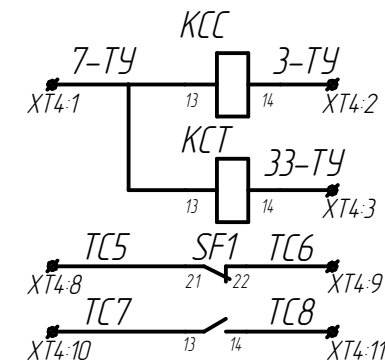 КСС
7-ТУ 3-ТУ
13 14
XT4:1 XT4:2
КСТ
33-ТУ
13 14
XT4:3
ТС5 SF1 ТС6
21 22
XT4:8 XT4:9
ТС7 ТС8
13 14
XT4:10 XT4:11